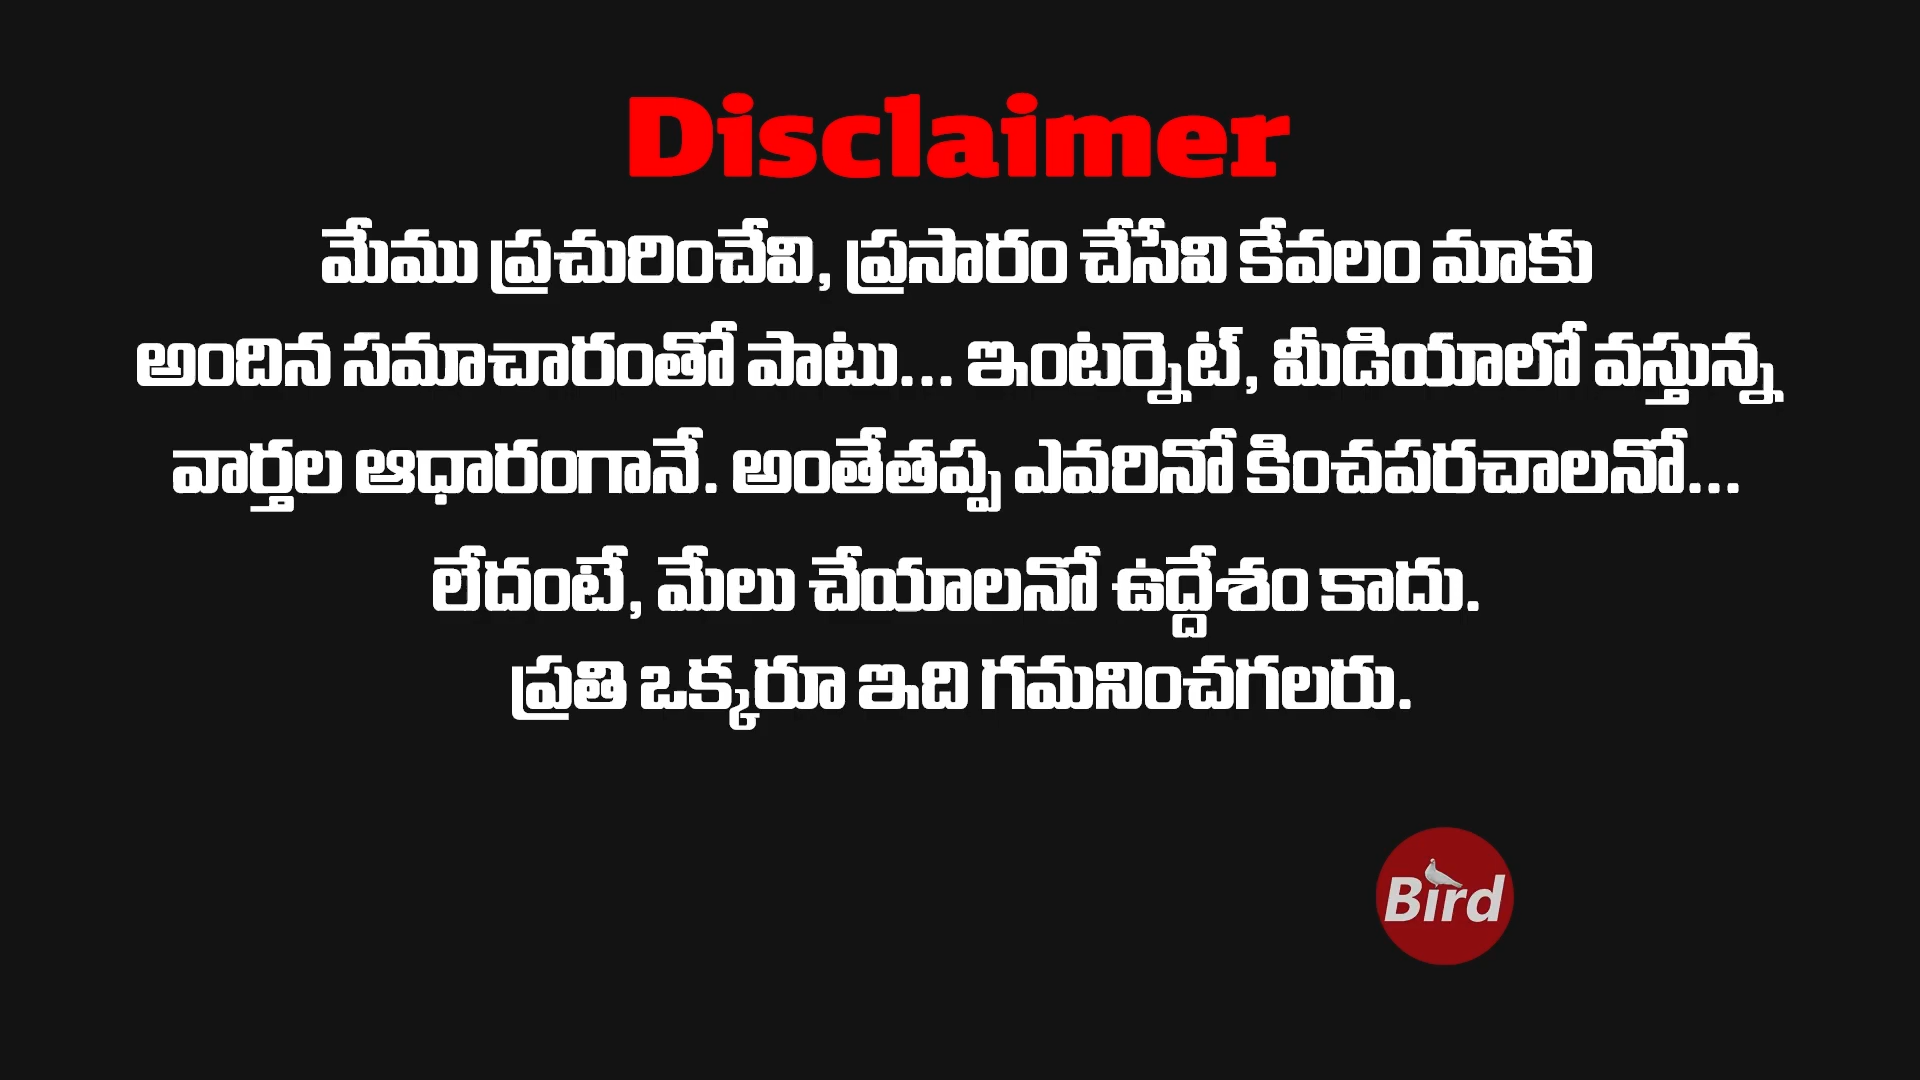 Disclaimer
మేము ప్రచురించేవి, ప్రసారం చేసేవి కేవలం మాకు
అందిన సమాచారంతో పాటు... ఇంటర్నెట్, మీడియాలో వస్తున్న
వార్తల ఆధారంగానే. అంతేతప్ప ఎవరినో కించపరచాలనో...
లేదంటే, మేలు చేయాలనో ఉద్దేశం కాదు.
ప్రతి ఒక్కరూ ఇది గమనించగలరు.
Bird